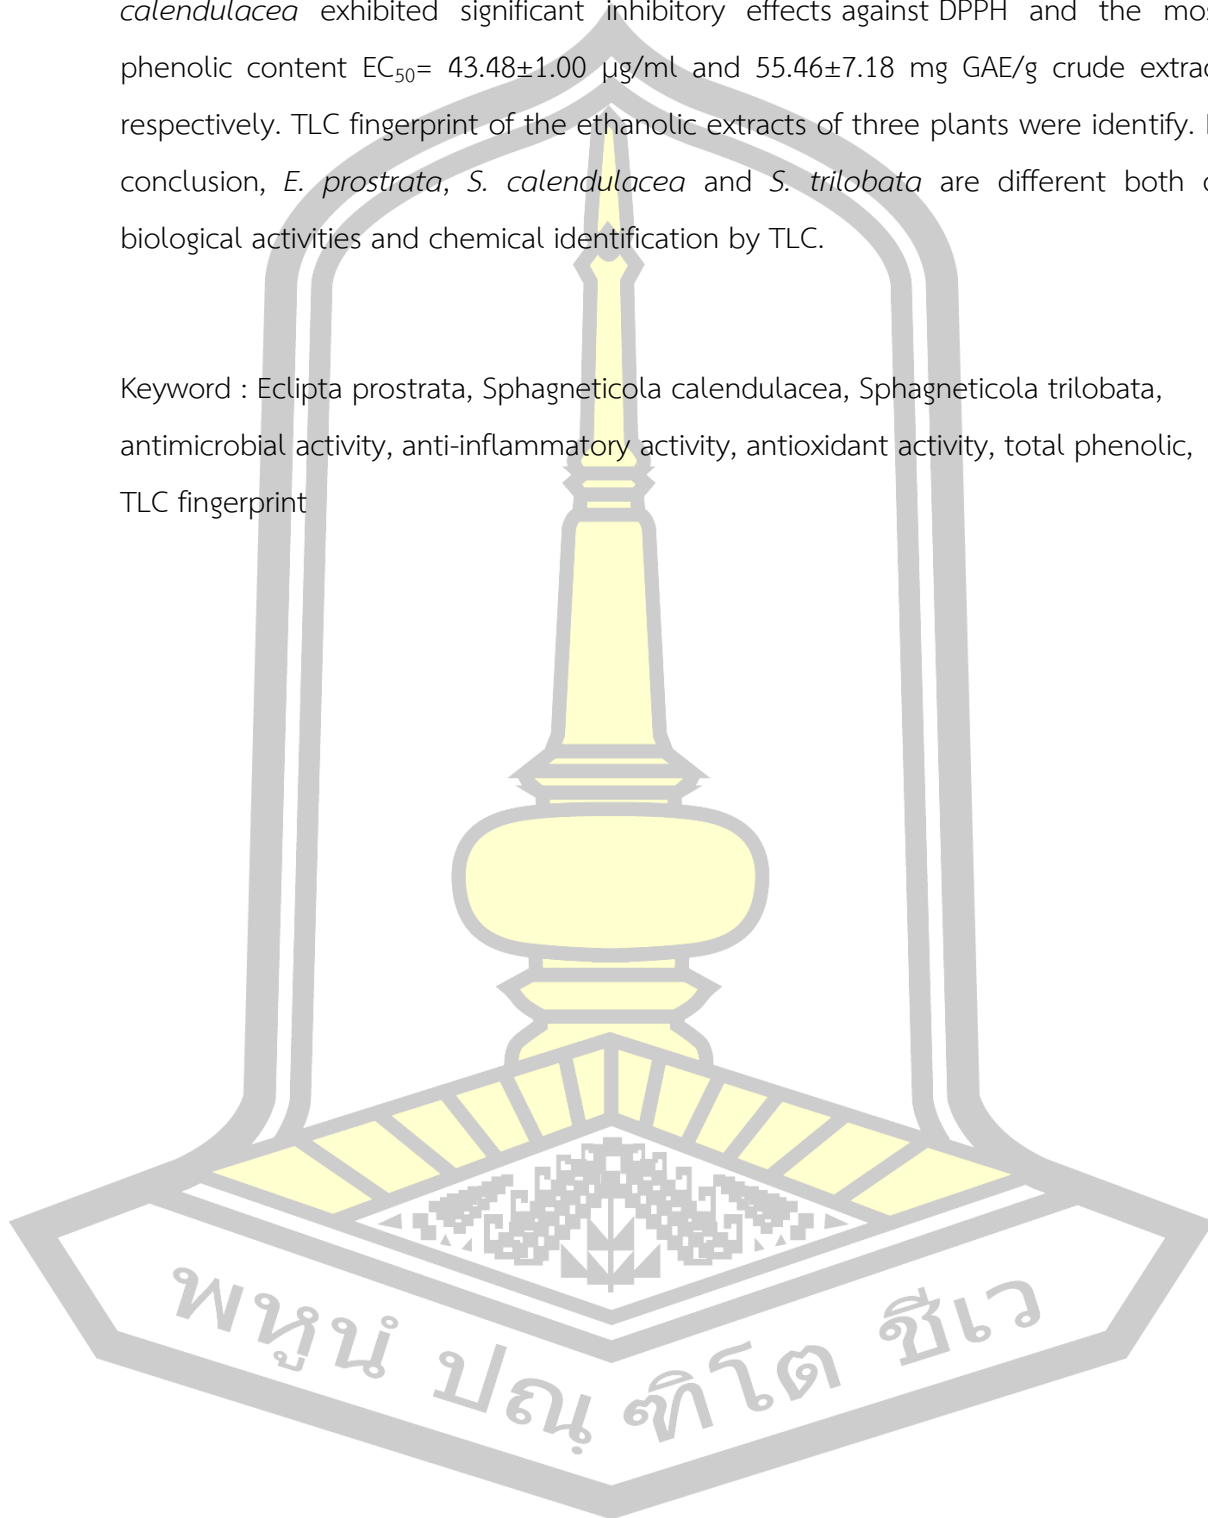 calendulacea exhibited significant inhibitory effects against DPPH and the mos
phenolic content EC₅₀= 43.48±1.00 µg/ml and 55.46±7.18 mg GAE/g crude extrac
respectively. TLC fingerprint of the ethanolic extracts of three plants were identify.
conclusion, E. prostrata, S. calendulacea and S. trilobata are different both
biological activities and chemical identification by TLC.
Keyword : Eclipta prostrata, Sphagneticola calendulacea, Sphagneticola trilobata,
antimicrobial activity, anti-inflammatory activity, antioxidant activity, total phenolic,
TLC fingerprint
พหูนํ ปณฺฑิโต ชีเว